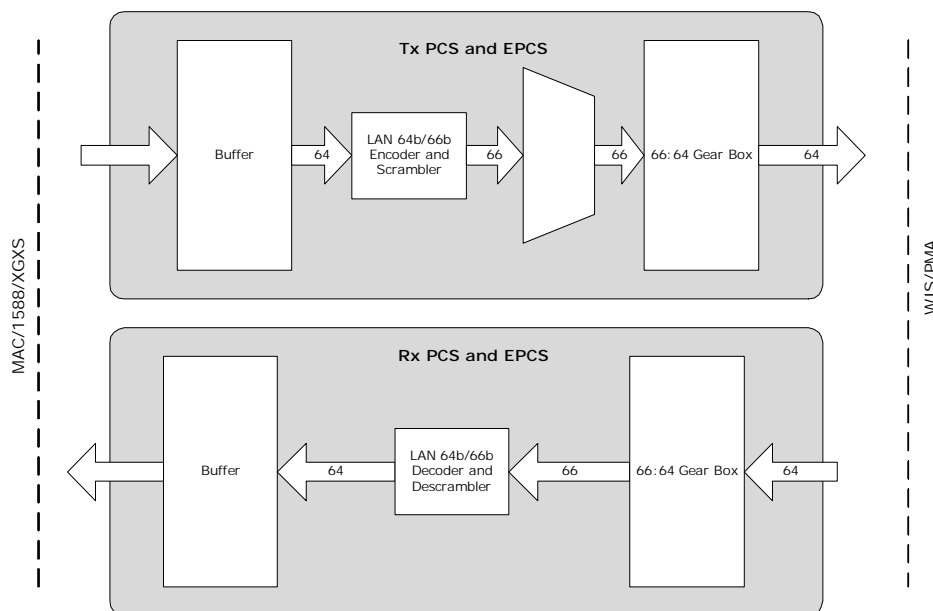 Tx PCS and EPCS
Buffer
64
LAN 64b/66b
Encoder and
Scrambler
66
66
66:64 Gear Box
64
MAC/1588/XGXS
WIS/PMA
Rx PCS and EPCS
Buffer
64
LAN 64b/66b
Decoder and
Descrambler
66
66:64 Gear Box
64